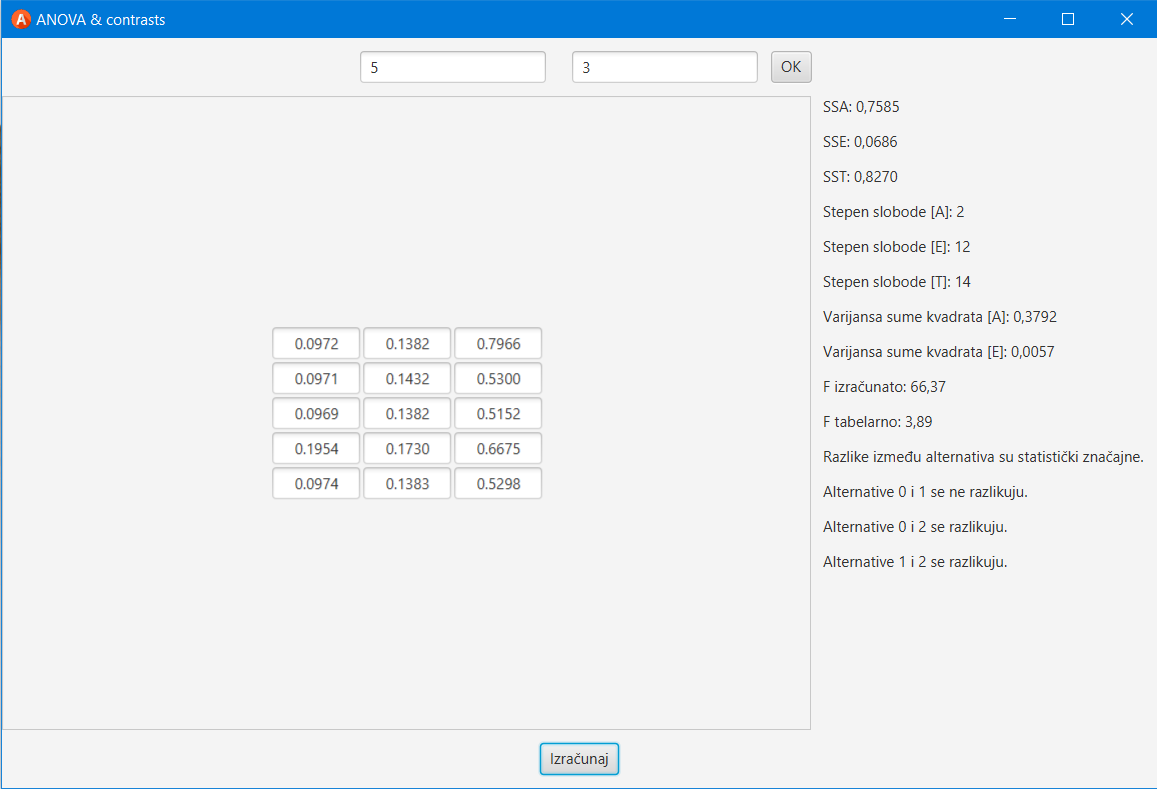 ANOVA & contrasts
5 3 OK
0.0972 0.1382 0.7966
0.0971 0.1432 0.5300
0.0969 0.1382 0.5152
0.1954 0.1730 0.6675
0.0974 0.1383 0.5298
SSA: 0,7585
SSE: 0,0686
SST: 0,8270
Stepen slobode [A]: 2
Stepen slobode [E]: 12
Stepen slobode [T]: 14
Varijansa sume kvadrata [A]: 0,3792
Varijansa sume kvadrata [E]: 0,0057
F izračunato: 66,37
F tabelarno: 3,89
Razlike između alternativa su statistički značajne.
Alternative 0 i 1 se ne razlikuju.
Alternative 0 i 2 se razlikuju.
Alternative 1 i 2 se razlikuju.
Izračunaj